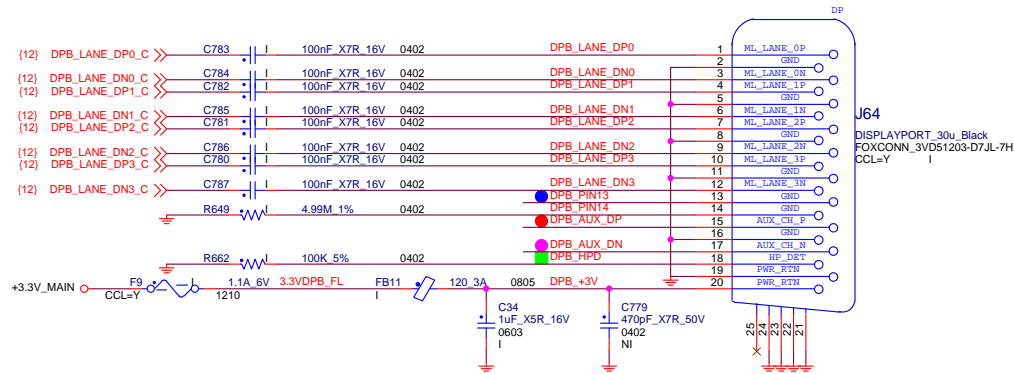 DP
{12} DPB_LANE_DP0_C C783 I 100nF_X7R_16V 0402 DPB_LANE_DP0 1 ML_LANE_0P
2 GND
{12} DPB_LANE_DN0_C C784 I 100nF_X7R_16V 0402 DPB_LANE_DN0 3 ML_LANE_0N
{12} DPB_LANE_DP1_C C782 I 100nF_X7R_16V 0402 DPB_LANE_DP1 4 ML_LANE_1P
5 GND
{12} DPB_LANE_DN1_C C785 I 100nF_X7R_16V 0402 DPB_LANE_DN1 6 ML_LANE_1N
{12} DPB_LANE_DP2_C C781 I 100nF_X7R_16V 0402 DPB_LANE_DP2 7 ML_LANE_2P
8 GND
{12} DPB_LANE_DN2_C C786 I 100nF_X7R_16V 0402 DPB_LANE_DN2 9 ML_LANE_2N
{12} DPB_LANE_DP3_C C780 I 100nF_X7R_16V 0402 DPB_LANE_DP3 10 ML_LANE_3P
11 GND
{12} DPB_LANE_DN3_C C787 I 100nF_X7R_16V 0402 DPB_LANE_DN3 12 ML_LANE_3N
DPB_PIN13 13 GND
R649 I 4.99M_1% 0402 DPB_PIN14 14 GND
DPB_AUX_DP 15 AUX_CH_P
16 GND
DPB_AUX_DN 17 AUX_CH_N
R662 I 100K_5% 0402 DPB_HPD 18 HP_DET
19 PWR_RTN
+3.3V_MAIN F9 I 1.1A_6V 3.3VDPB_FL FB11 120_3A 0805 DPB_+3V 20 PWR_RTN
CCL=Y 1210 I
J64
DISPLAYPORT_30u_Black
FOXCONN_3VD51203-D7JL-7H
CCL=Y I
C34
1uF_X5R_16V
0603
I
C779
470pF_X7R_50V
0402
NI
25 24 23 22 21